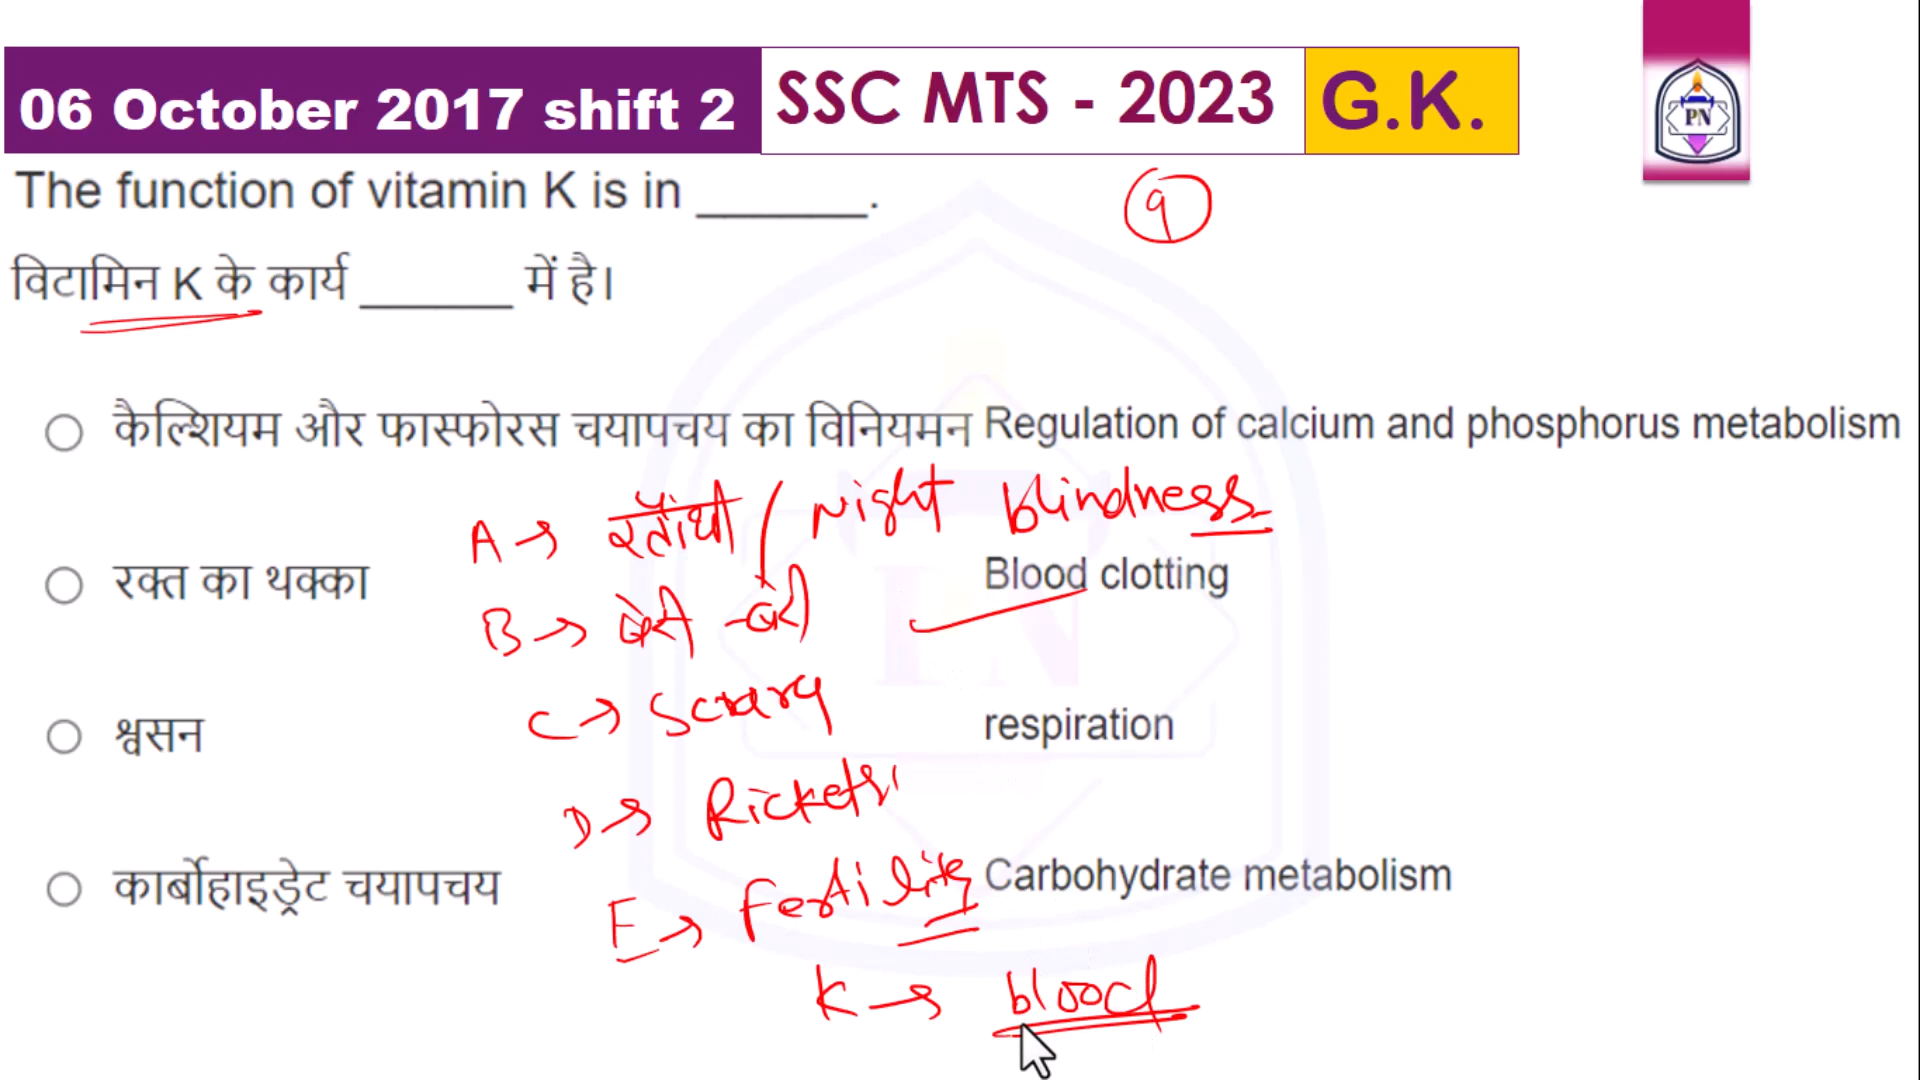 06 October 2017 shift 2 SSC MTS - 2023 G.K.
PN
The function of vitamin K is in ______.
9
विटामिन K के कार्य ______ में है।
कैल्शियम और फास्फोरस चयापचय का विनियमन Regulation of calcium and phosphorus metabolism
A → रतौंधी / Night blindness
रक्त का थक्का Blood clotting
B → बेरी-बेरी
C → Scurvy
श्वसन respiration
D → Rickets
कार्बोहाइड्रेट चयापचय Carbohydrate metabolism
E → Fertility
K → blood
PN